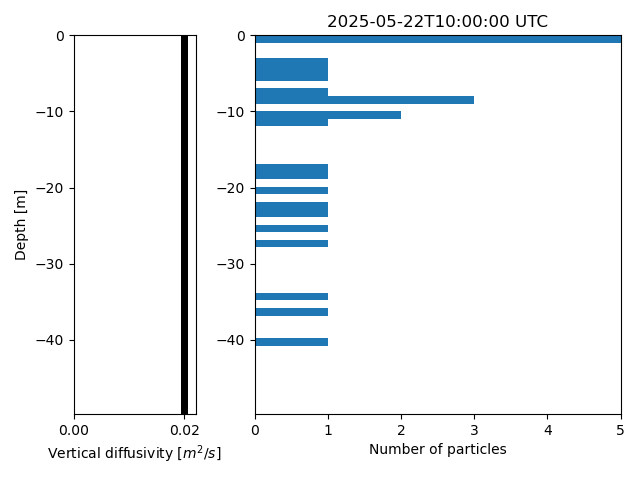 2025-05-22T10:00:00 UTC
0
−10
−20
−30
−40
Depth [m]
0.00 0.02
Vertical diffusivity [m²/s]
0
−10
−20
−30
−40
0 1 2 3 4 5
Number of particles